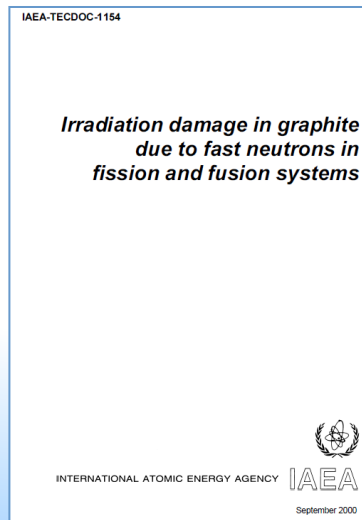 IAEA-TECDOC-1154
Irradiation damage in graphite
due to fast neutrons in
fission and fusion systems
INTERNATIONAL ATOMIC ENERGY AGENCY IAEA
September 2000